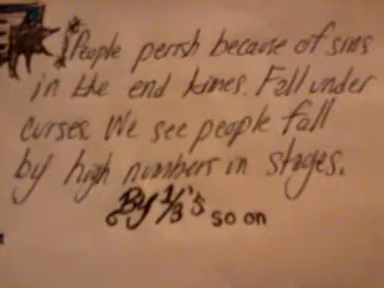 People perish because of sins
in the end times. Fall under
curses. We see people fall
by high numbers in stages.
By 1/3's so on